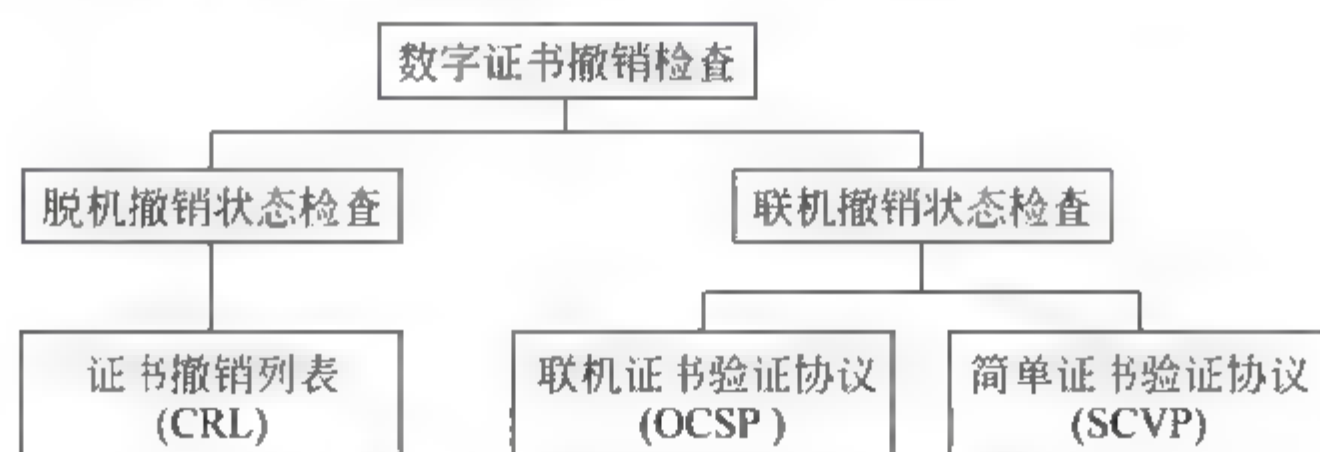 数字证书撤销检查
脱机撤销状态检查
联机撤销状态检查
证书撤销列表
(CRL)
联机证书验证协议
(OCSP )
简单证书验证协议
(SCVP)